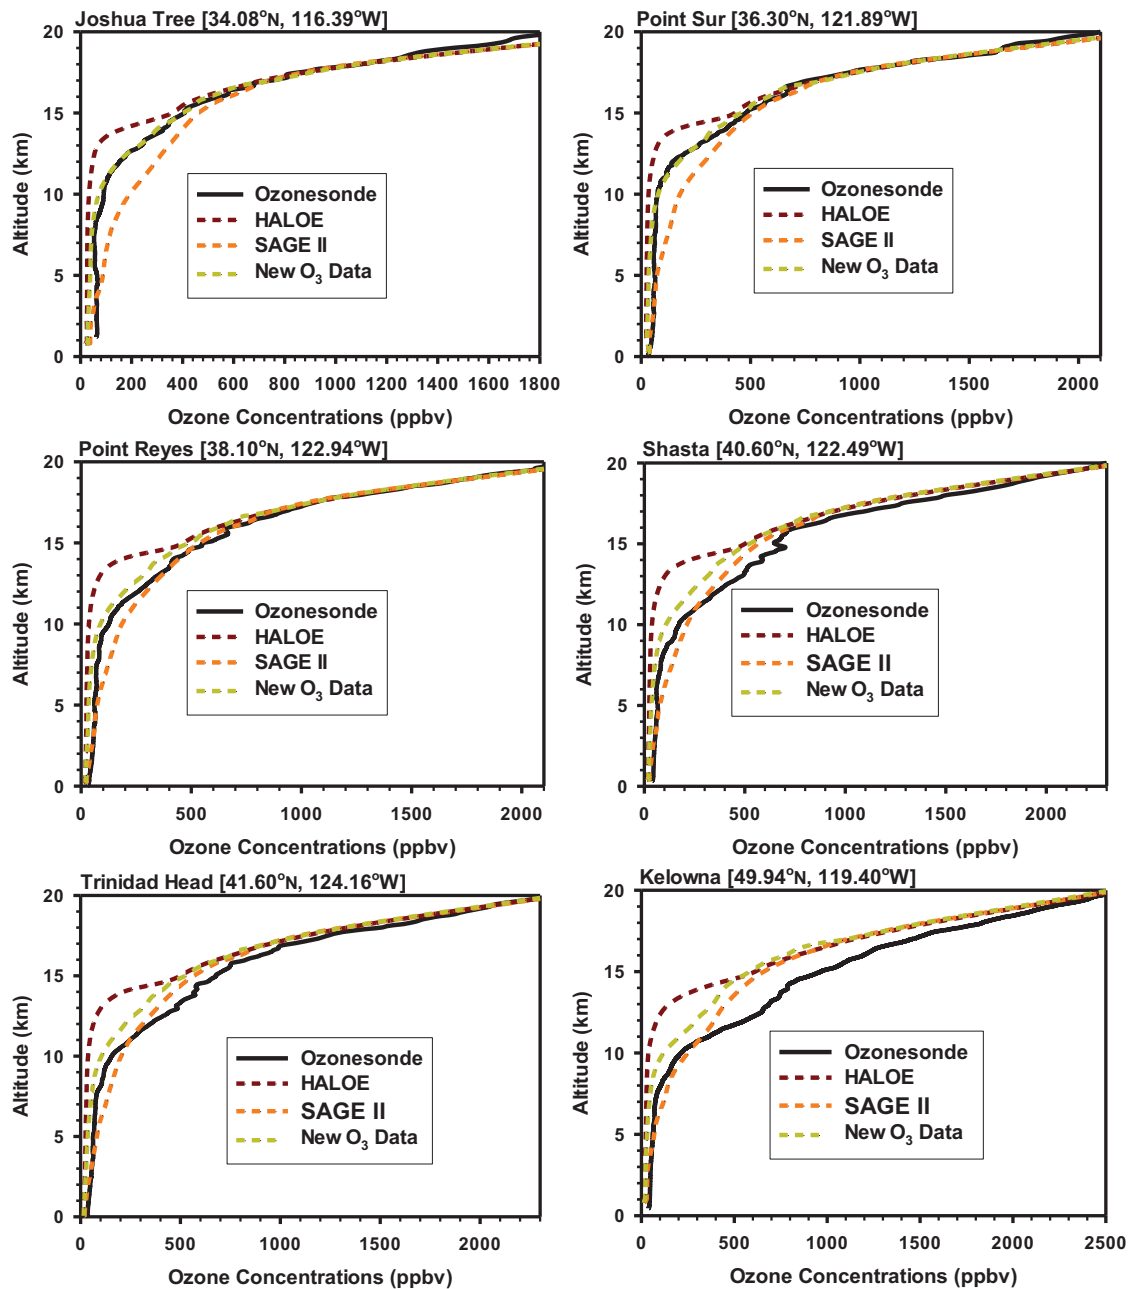 Joshua Tree [34.08°N, 116.39°W]
20
15
10
5
0
Altitude (km)
Ozonesonde
HALOE
SAGE II
New O3 Data
0 200 400 600 800 1000 1200 1400 1600 1800
Ozone Concentrations (ppbv)
Point Sur [36.30°N, 121.89°W]
20
15
10
5
0
Altitude (km)
Ozonesonde
HALOE
SAGE II
New O3 Data
0 500 1000 1500 2000
Ozone Concentrations (ppbv)
Point Reyes [38.10°N, 122.94°W]
20
15
10
5
0
Altitude (km)
Ozonesonde
HALOE
SAGE II
New O3 Data
0 500 1000 1500 2000
Ozone Concentrations (ppbv)
Shasta [40.60°N, 122.49°W]
20
15
10
5
0
Altitude (km)
Ozonesonde
HALOE
SAGE II
New O3 Data
0 500 1000 1500 2000
Ozone Concentrations (ppbv)
Trinidad Head [41.60°N, 124.16°W]
20
15
10
5
0
Altitude (km)
Ozonesonde
HALOE
SAGE II
New O3 Data
0 500 1000 1500 2000
Ozone Concentrations (ppbv)
Kelowna [49.94°N, 119.40°W]
20
15
10
5
0
Altitude (km)
Ozonesonde
HALOE
SAGE II
New O3 Data
0 500 1000 1500 2000 2500
Ozone Concentrations (ppbv)